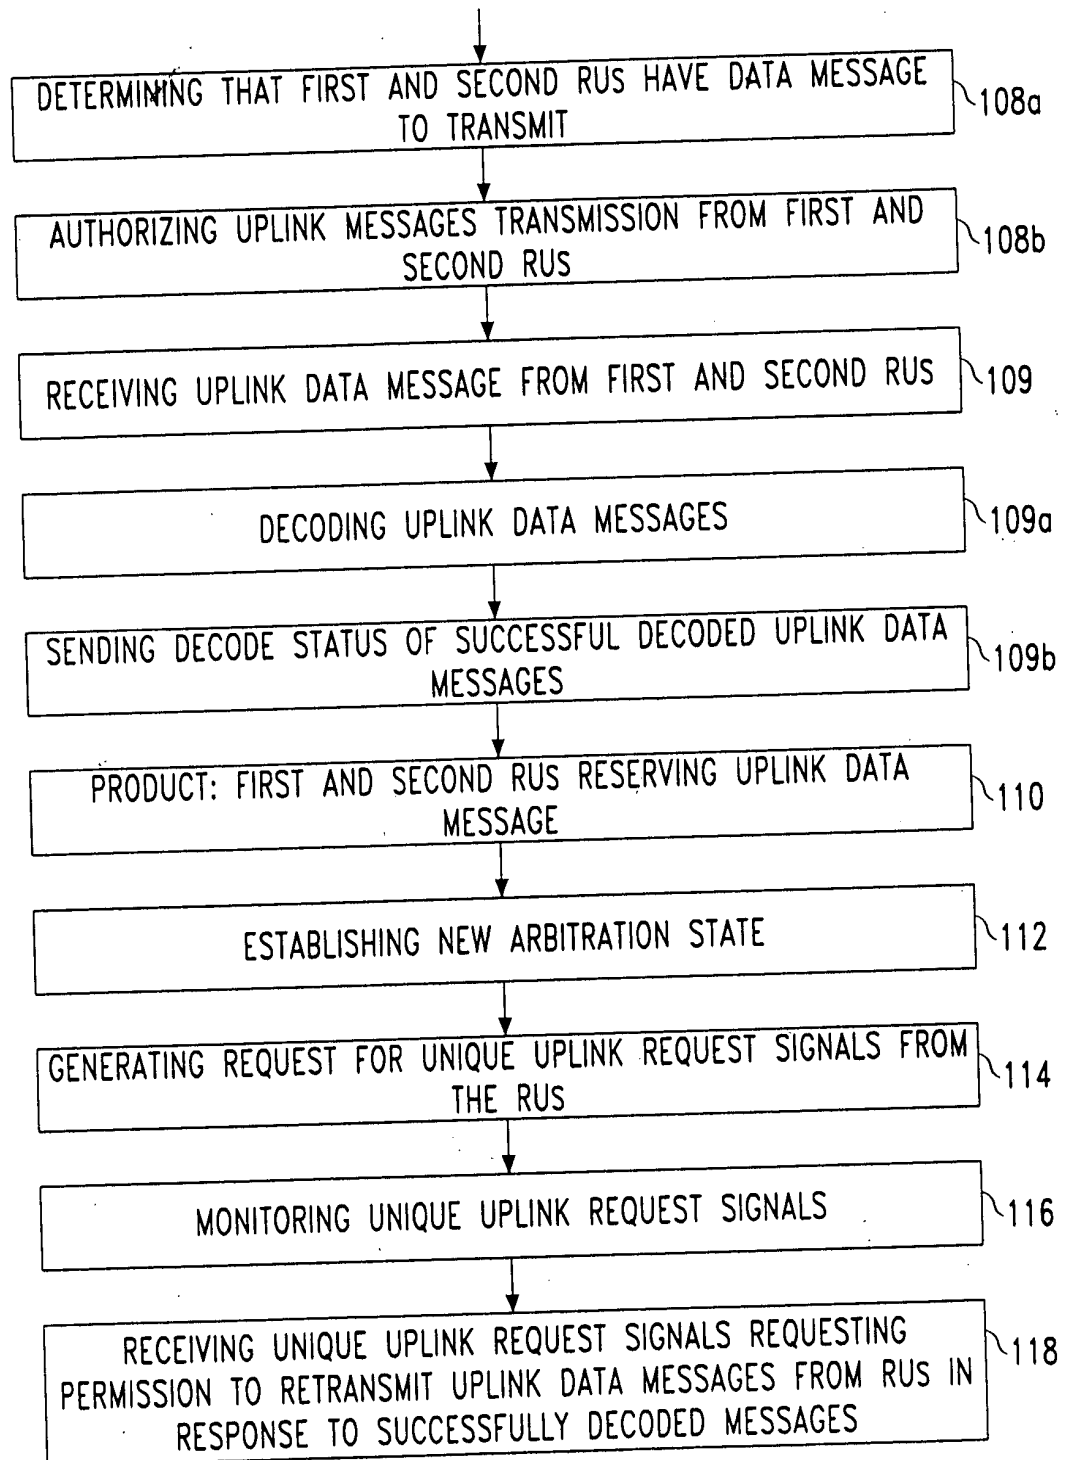 DETERMINING THAT FIRST AND SECOND RUS HAVE DATA MESSAGE
TO TRANSMIT
108a
AUTHORIZING UPLINK MESSAGES TRANSMISSION FROM FIRST AND
SECOND RUS
108b
RECEIVING UPLINK DATA MESSAGE FROM FIRST AND SECOND RUS
109
DECODING UPLINK DATA MESSAGES
109a
SENDING DECODE STATUS OF SUCCESSFUL DECODED UPLINK DATA
MESSAGES
109b
PRODUCT: FIRST AND SECOND RUS RESERVING UPLINK DATA
MESSAGE
110
ESTABLISHING NEW ARBITRATION STATE
112
GENERATING REQUEST FOR UNIQUE UPLINK REQUEST SIGNALS FROM
THE RUS
114
MONITORING UNIQUE UPLINK REQUEST SIGNALS
116
RECEIVING UNIQUE UPLINK REQUEST SIGNALS REQUESTING
PERMISSION TO RETRANSMIT UPLINK DATA MESSAGES FROM RUS IN
RESPONSE TO SUCCESSFULLY DECODED MESSAGES
118